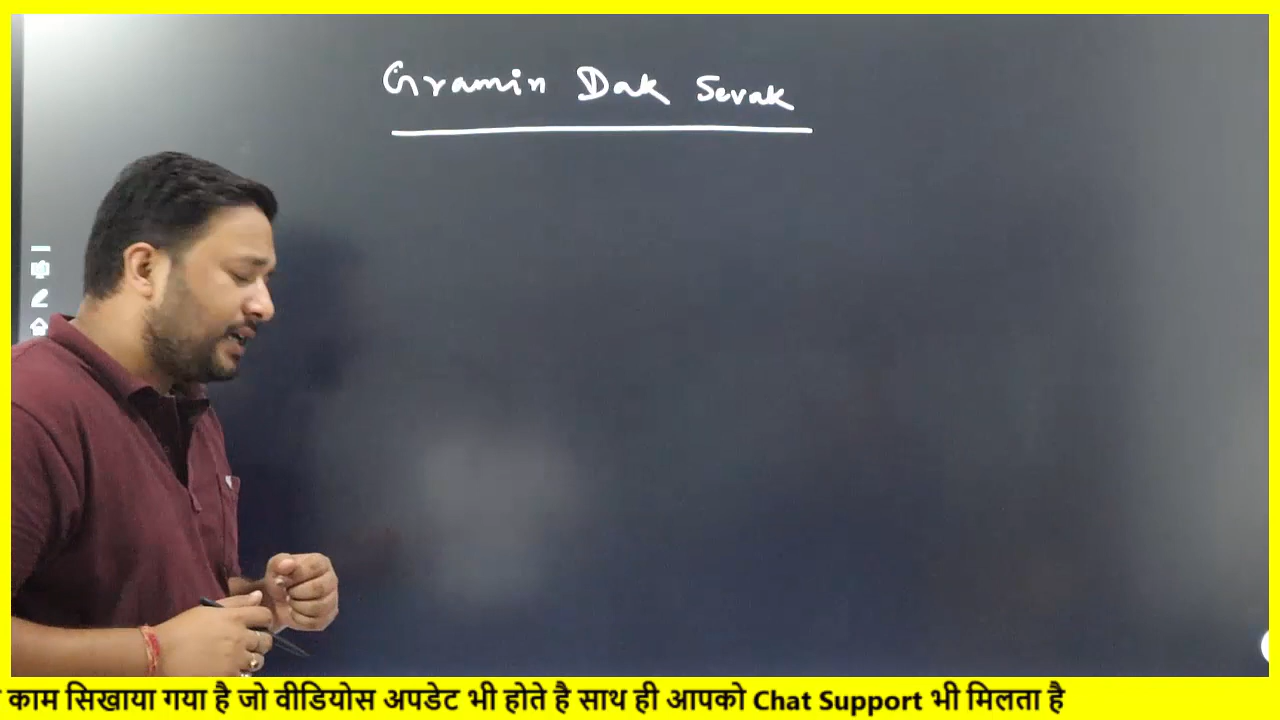 Gramin Dak Sevak
काम सिखाया गया है जो वीडियोस अपडेट भी होते है साथ ही आपको Chat Support भी मिलता है